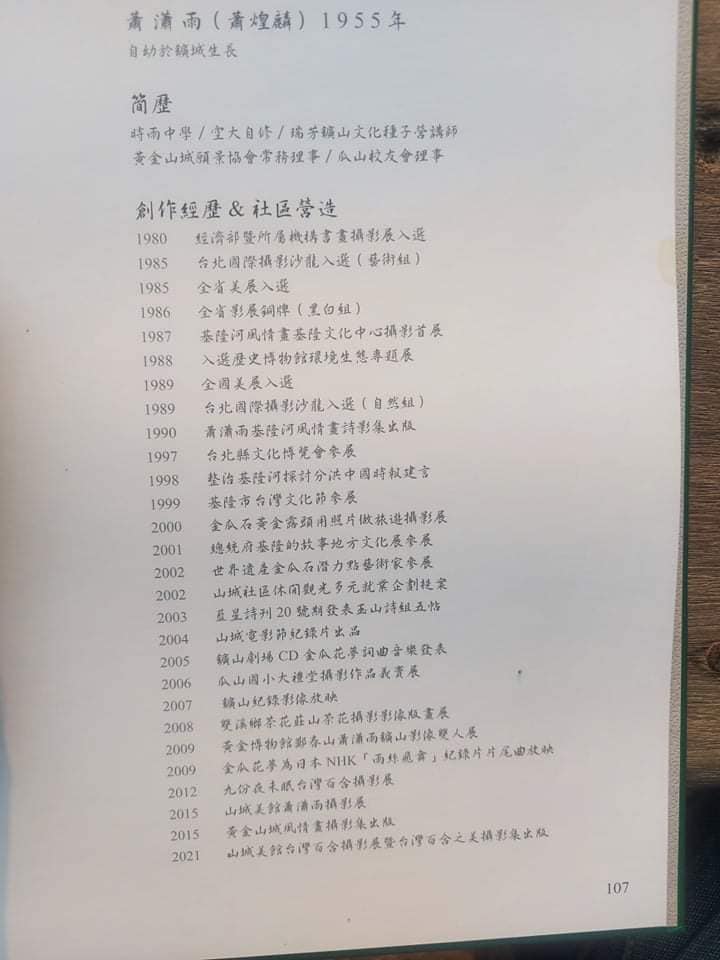 蕭瀟雨(蕭煌麟)1955年
自幼於鑛城生長
简歷
時雨中學/空大自修/瑞芳鑛山文化種子營講師
黃金山城願景協會常務理事/瓜山校友會理事
創作經歷&社區營造
1980 經濟部暨所屬機構書畫攝影展入選
1985 台北國際攝影沙龍入選(藝術組)
1985 全省美展入選
1986 全省影展銅牌(黑白組)
1987 基隆河風情畫基隆文化中心攝影首展
1988 入選歷史博物館環境生態專題展
1989 全國美展入選
1989 台北國際攝影沙龍入選(自然組)
1990 蕭瀟雨基隆河風情畫詩影集出版
1997 台北縣文化博覽會參展
1998 整治基隆河探討分洪中國時報建言
1999 基隆市台灣文化節參展
2000 金瓜石黃金露頭用照片做旅遊攝影展
2001 總統府基隆的故事地方文化展參展
2002 世界遺產金瓜石潛力點藝術家參展
2002 山城社區休閒觀光多元就業企劃提案
2003 藍星詩刊20號期發表玉山詩組五帖
2004 山城電影節紀錄片出品
2005 鑛山劇場CD金瓜花夢詞曲音樂發表
2006 瓜山國小大禮堂攝影作品義賣展
2007 鑛山紀錄影像放映
2008 雙溪鄉茶花莊山茶花攝影影像版畫展
2009 黃金博物館鄭春山蕭瀟雨鑛山影像雙人展
2009 金瓜花夢為日本NHK「雨絲飛舞」紀錄片片尾曲放映
2012 九份夜未眠台灣百合攝影展
2015 山城美館蕭瀟雨攝影展
2015 黃金山城風情畫攝影集出版
2021 山城美館台灣百合攝影展暨台灣百合之美攝影集出版
107